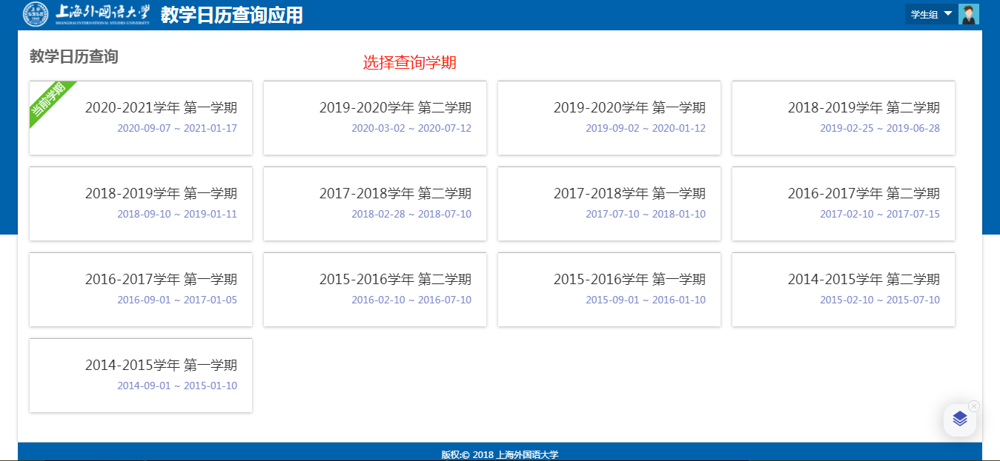 上海外国语大学
SHANGHAI INTERNATIONAL STUDIES UNIVERSITY
教学日历查询应用
学生组
教学日历查询
选择查询学期
当前学期
2020-2021学年 第一学期
2020-09-07 ~ 2021-01-17
2019-2020学年 第二学期
2020-03-02 ~ 2020-07-12
2019-2020学年 第一学期
2019-09-02 ~ 2020-01-12
2018-2019学年 第二学期
2019-02-25 ~ 2019-06-28
2018-2019学年 第一学期
2018-09-10 ~ 2019-01-11
2017-2018学年 第二学期
2018-02-28 ~ 2018-07-10
2017-2018学年 第一学期
2017-07-10 ~ 2018-01-10
2016-2017学年 第二学期
2017-02-10 ~ 2017-07-15
2016-2017学年 第一学期
2016-09-01 ~ 2017-01-05
2015-2016学年 第二学期
2016-02-10 ~ 2016-07-10
2015-2016学年 第一学期
2015-09-01 ~ 2016-01-10
2014-2015学年 第二学期
2015-02-10 ~ 2015-07-10
2014-2015学年 第一学期
2014-09-01 ~ 2015-01-10
版权:© 2018 上海外国语大学